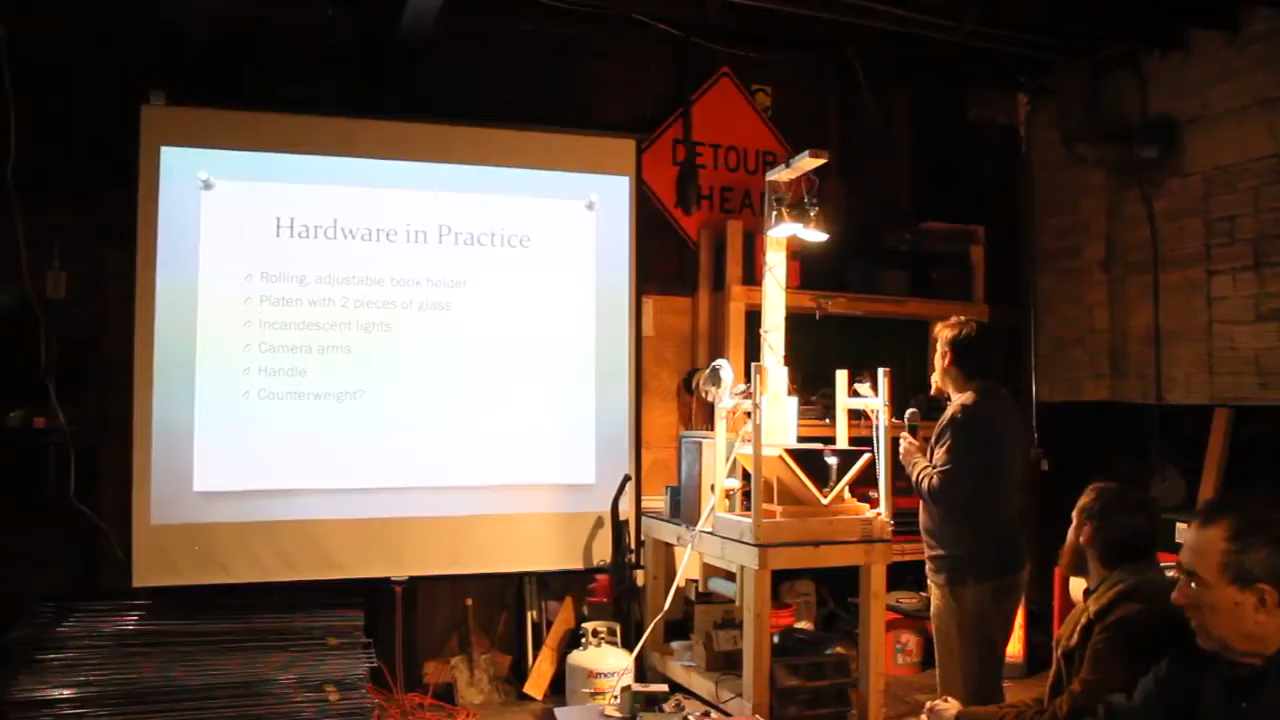 Hardware in Practice
Rolling, adjustable book holder
Platen with 2 pieces of glass
Incandescent lights
Camera arms
Handle
Counterweight?
DETOUR
AHEAD